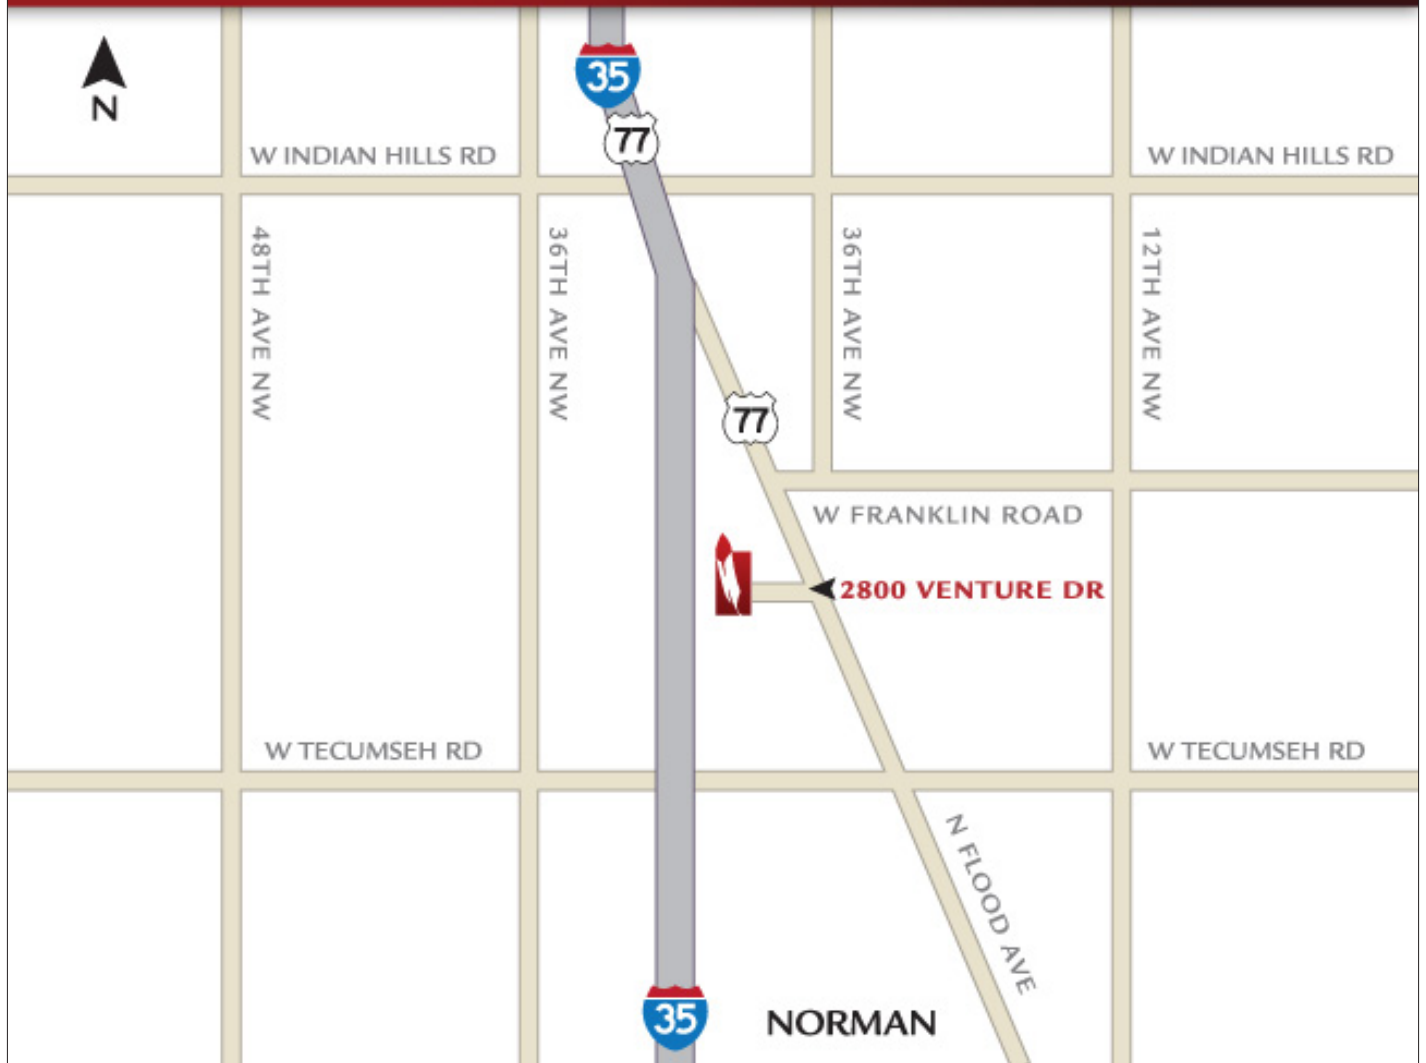 35
N
77
W INDIAN HILLS RD
W INDIAN HILLS RD
48TH AVE NW
36TH AVE NW
36TH AVE NW
12TH AVE NW
77
W FRANKLIN ROAD
2800 VENTURE DR
W TECUMSEH RD
W TECUMSEH RD
N FLOOD AVE
35
NORMAN